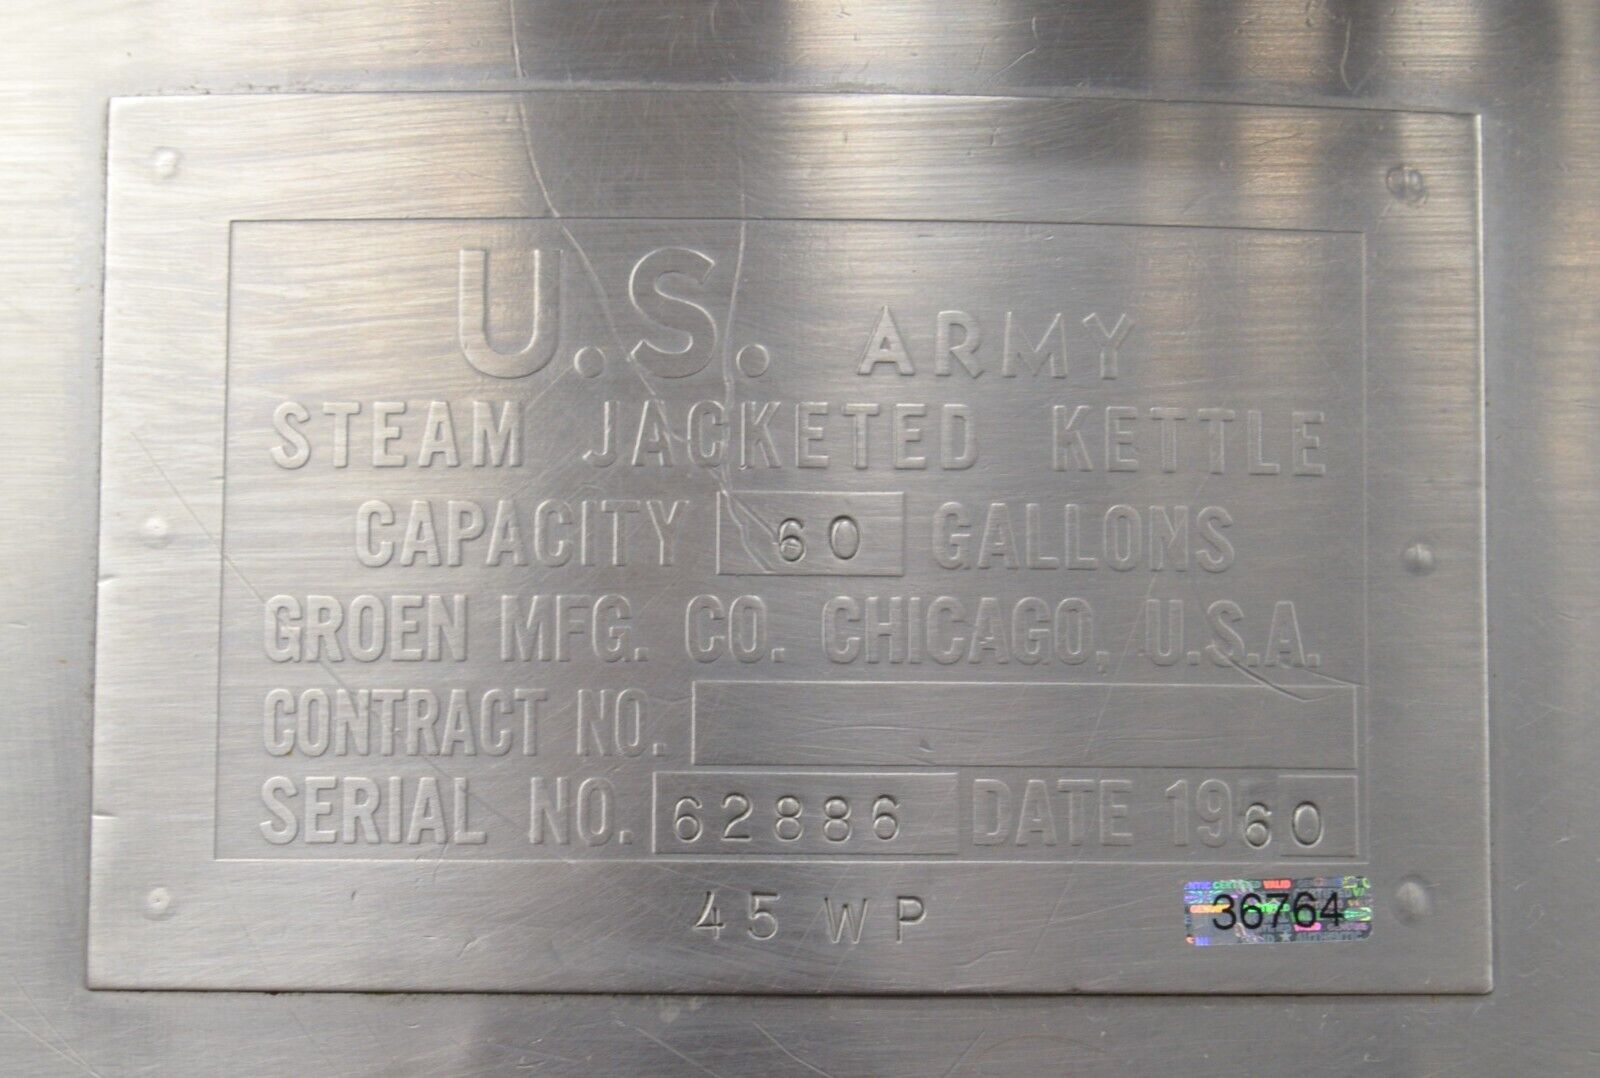 U.S. ARMY
STEAM JACKETED KETTLE
CAPACITY 60 GALLONS
GROEN MFG. CO. CHICAGO, U.S.A.
CONTRACT NO.
SERIAL NO. 62886 DATE 1960
45 WP
36764